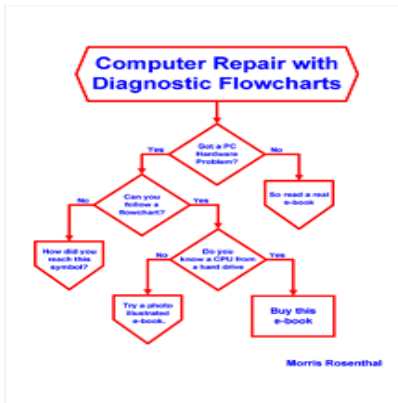 Computer Repair with
Diagnostic Flowcharts
Yes
Got a PC
Hardware
Problem?
No
No
Can you
follow a
flowchart?
Yes
So read a real
e-book
How did you
reach this
symbol?
No
Do you
know a CPU from
a hard drive
Yes
Try a photo
illustrated
e-book.
Buy this
e-book
Morris Rosenthal